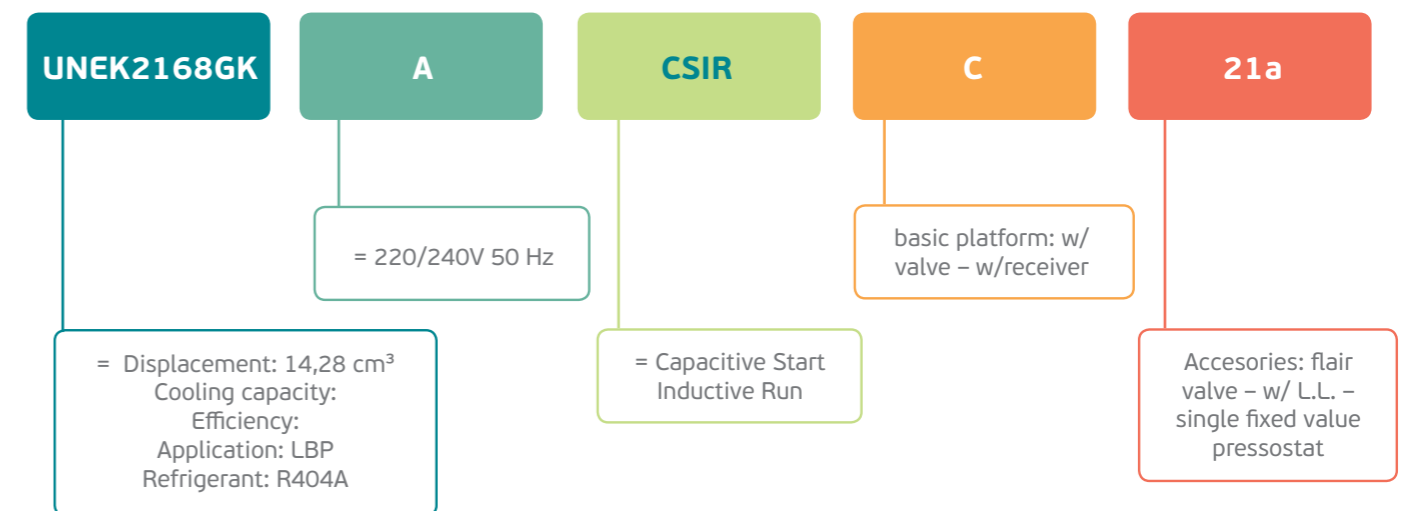 UNEK2168GK
A
CSIR
C
21a
= 220/240V 50 Hz
basic platform: w/
valve – w/receiver
= Displacement: 14,28 cm³
Cooling capacity:
Efficiency:
Application: LBP
Refrigerant: R404A
= Capacitive Start
Inductive Run
Accesories: flair
valve – w/ L.L. –
single fixed value
pressostat